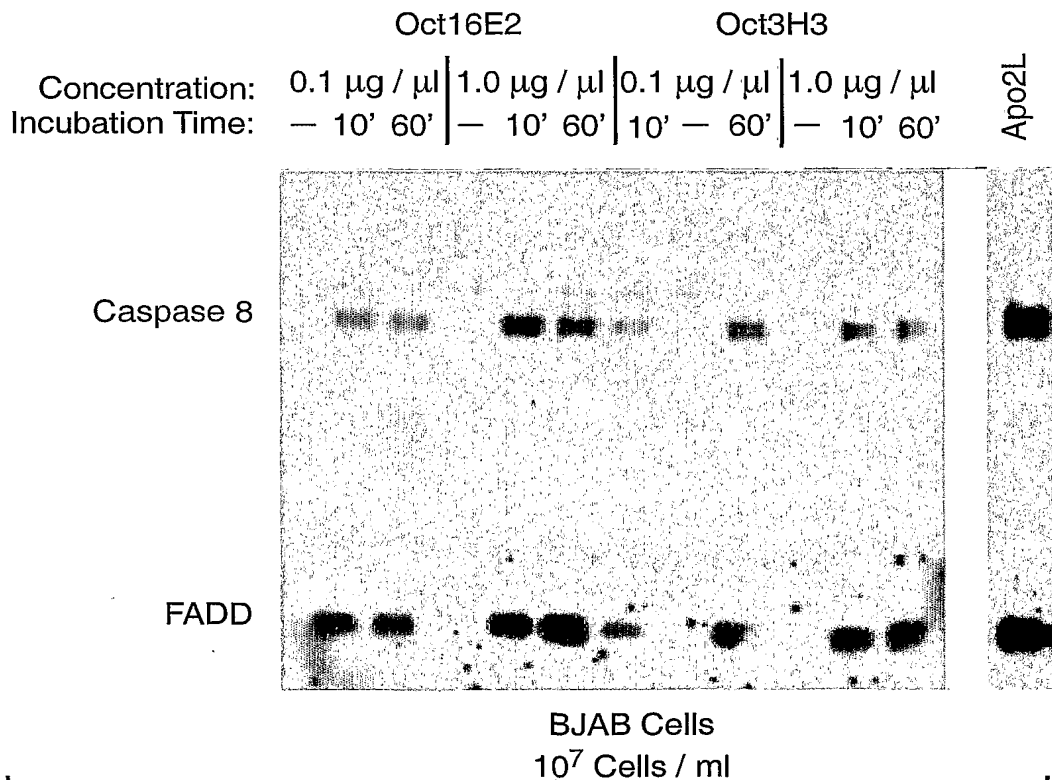 Oct16E2 Oct3H3
Concentration: 0.1 μg / μl 1.0 μg / μl 0.1 μg / μl 1.0 μg / μl
Incubation Time: – 10' 60' – 10' 60' 10' – 60' – 10' 60'
Apo2L
Caspase 8
FADD
BJAB Cells
10⁷ Cells / ml